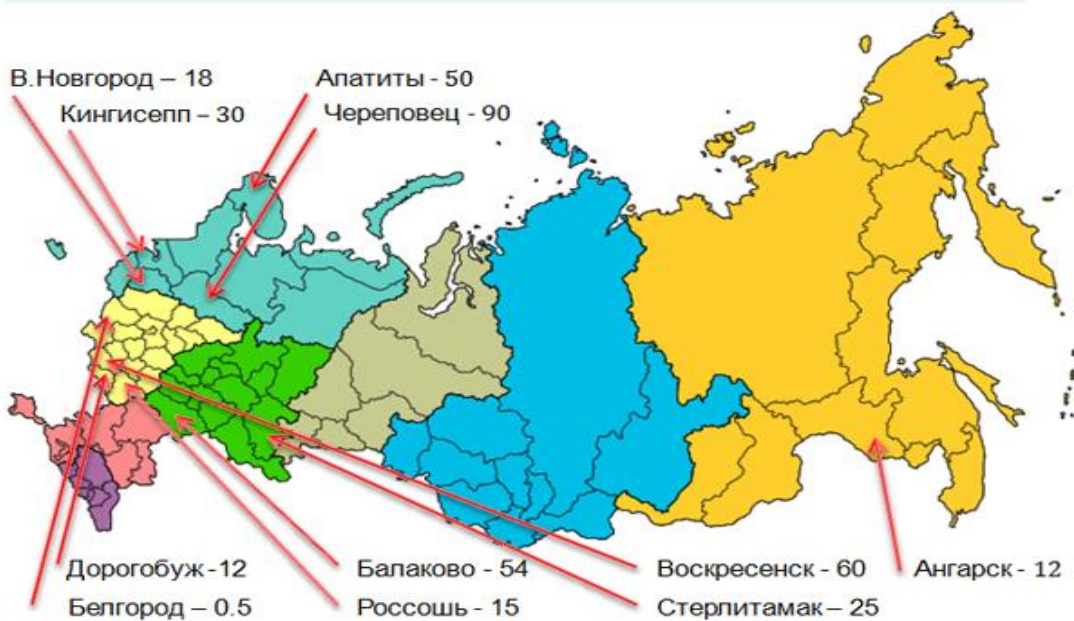 В.Новгород – 18
Апатиты - 50
Кингисепп – 30
Череповец - 90
Дорогобуж -12
Балаково - 54
Воскресенск - 60
Ангарск - 12
Белгород – 0.5
Россошь - 15
Стерлитамак – 25